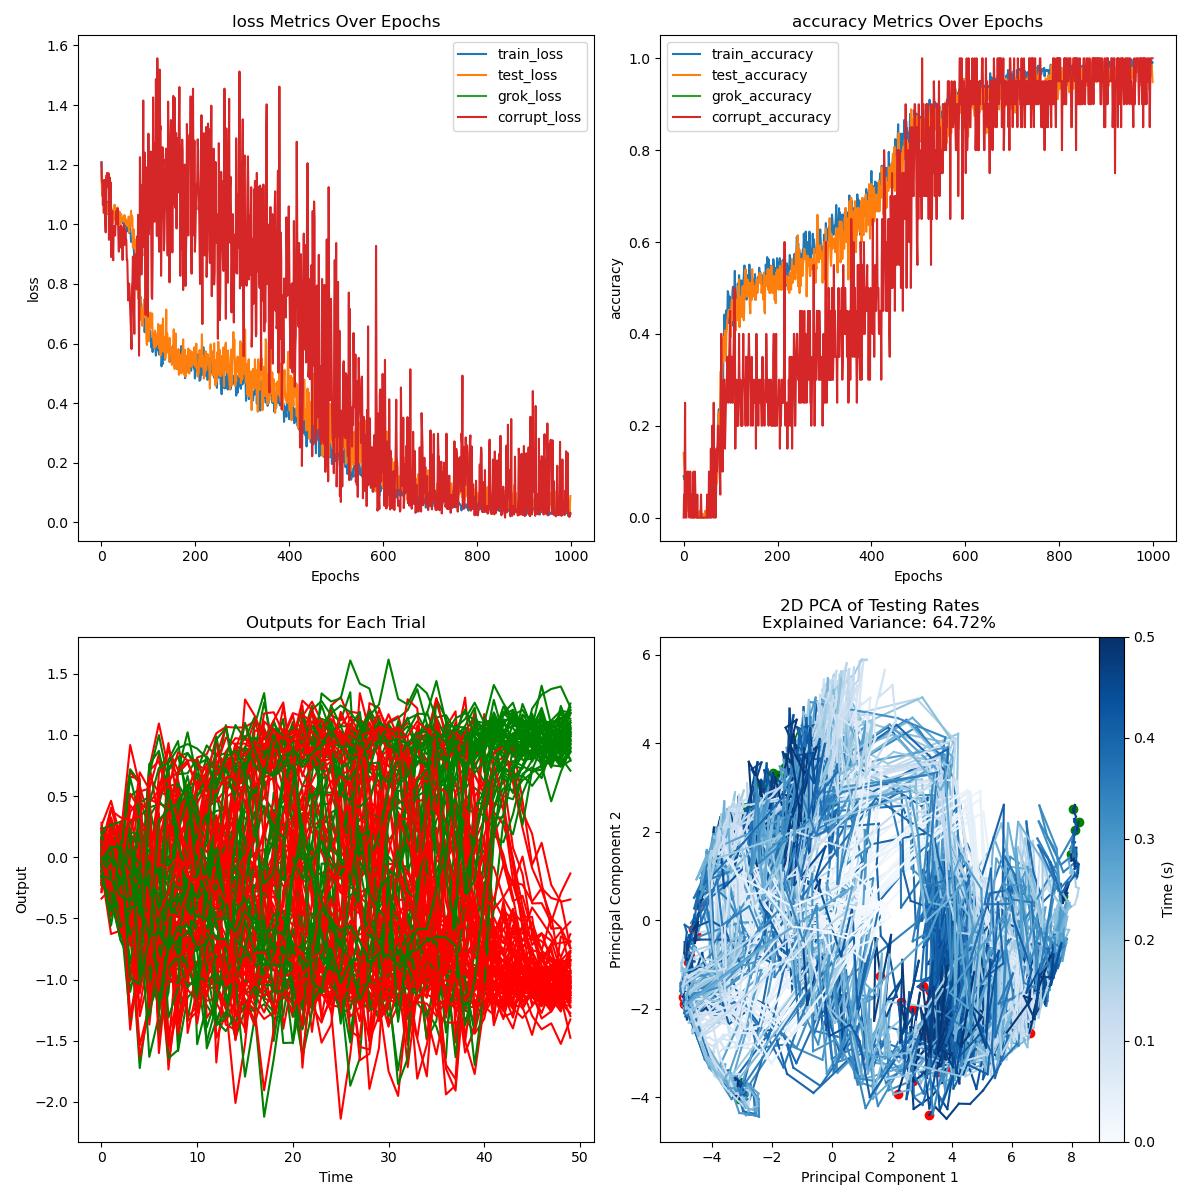 loss Metrics Over Epochs
1.6
1.4
1.2
1.0
0.8
0.6
0.4
0.2
0.0
loss
train_loss
test_loss
grok_loss
corrupt_loss
0 200 400 600 800 1000
Epochs
accuracy Metrics Over Epochs
1.0
0.8
0.6
0.4
0.2
0.0
accuracy
train_accuracy
test_accuracy
grok_accuracy
corrupt_accuracy
0 200 400 600 800 1000
Epochs
Outputs for Each Trial
1.5
1.0
0.5
0.0
−0.5
−1.0
−1.5
−2.0
Output
0 10 20 30 40 50
Time
2D PCA of Testing Rates
Explained Variance: 64.72%
6
4
2
0
−2
−4
Principal Component 2
−4 −2 0 2 4 6 8
Principal Component 1
0.5
0.4
0.3
0.2
0.1
0.0
Time (s)